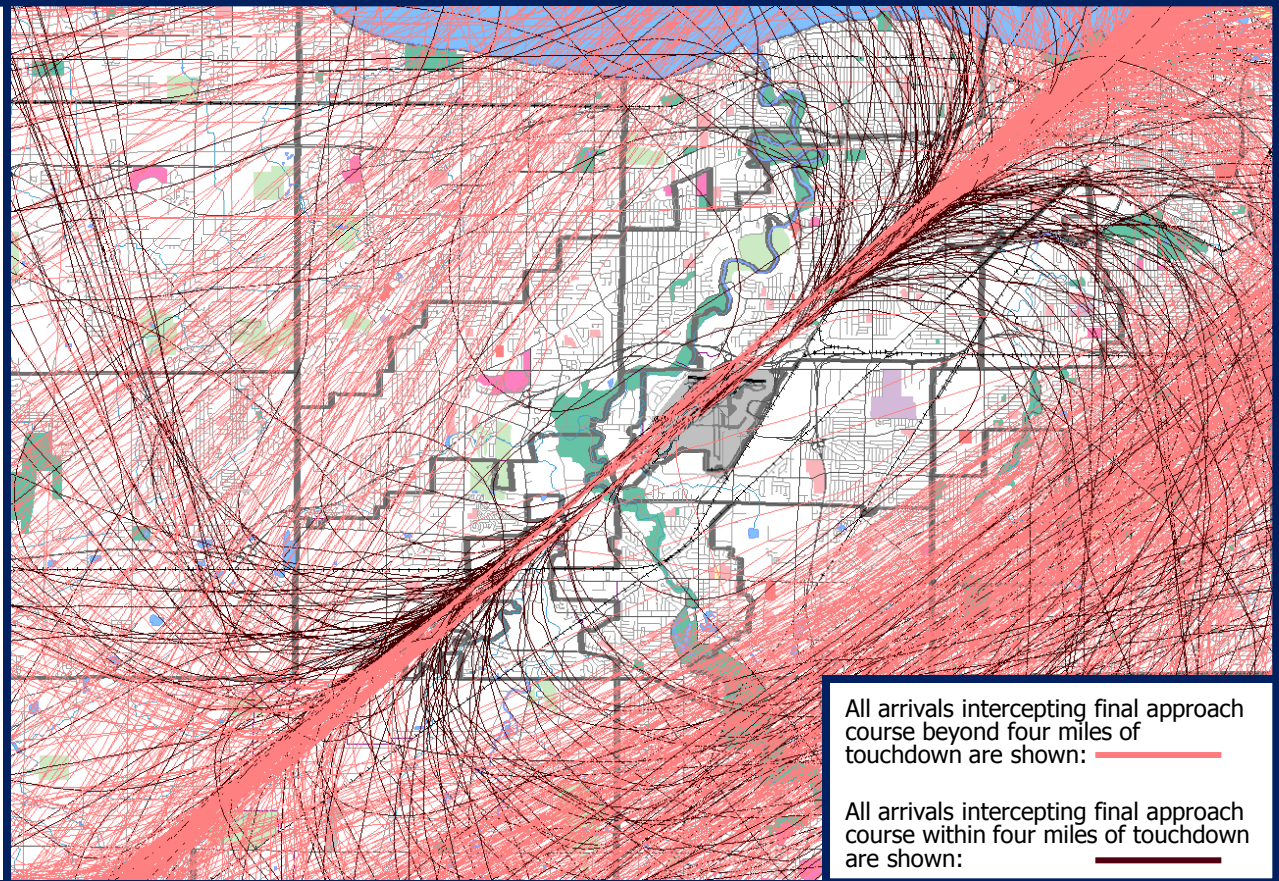 All arrivals intercepting final approach
course beyond four miles of
touchdown are shown:
All arrivals intercepting final approach
course within four miles of touchdown
are shown: